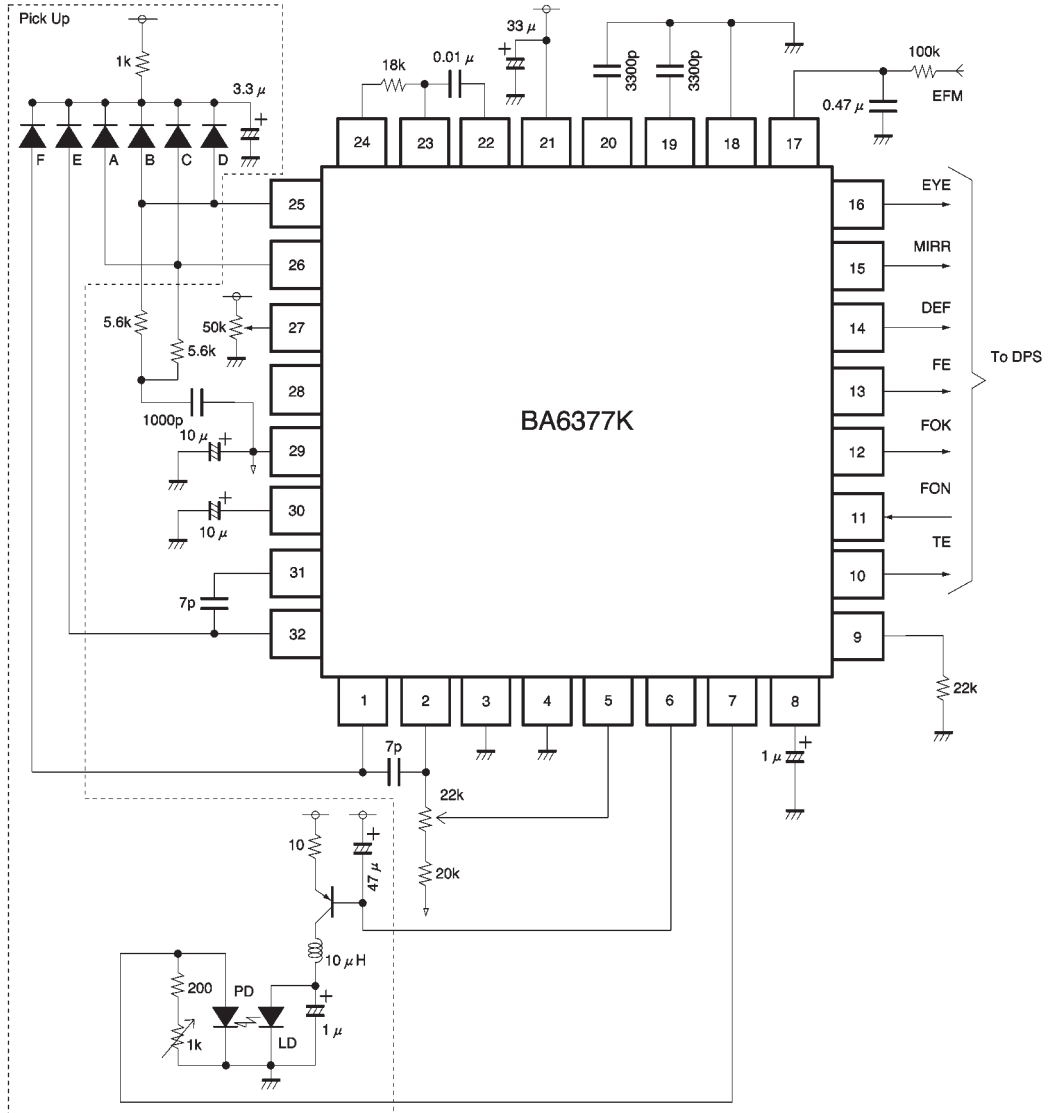 Pick Up
1k
3.3 μ
+
F
E
A
B
C
D
18k
0.01 μ
33 μ
+
3300p
3300p
100k
EFM
0.47 μ
24
23
22
21
20
19
18
17
25
26
27
28
29
30
31
32
5.6k
5.6k
50k
1000p
10 μ
+
+
10 μ
7p
BA6377K
16
15
14
13
12
11
10
9
EYE
MIRR
DEF
FE
FOK
FON
TE
To DPS
22k
1
2
3
4
5
6
7
8
7p
22k
20k
1 μ
+
10
+
47 μ
10 μH
200
1k
PD
LD
+
1 μ